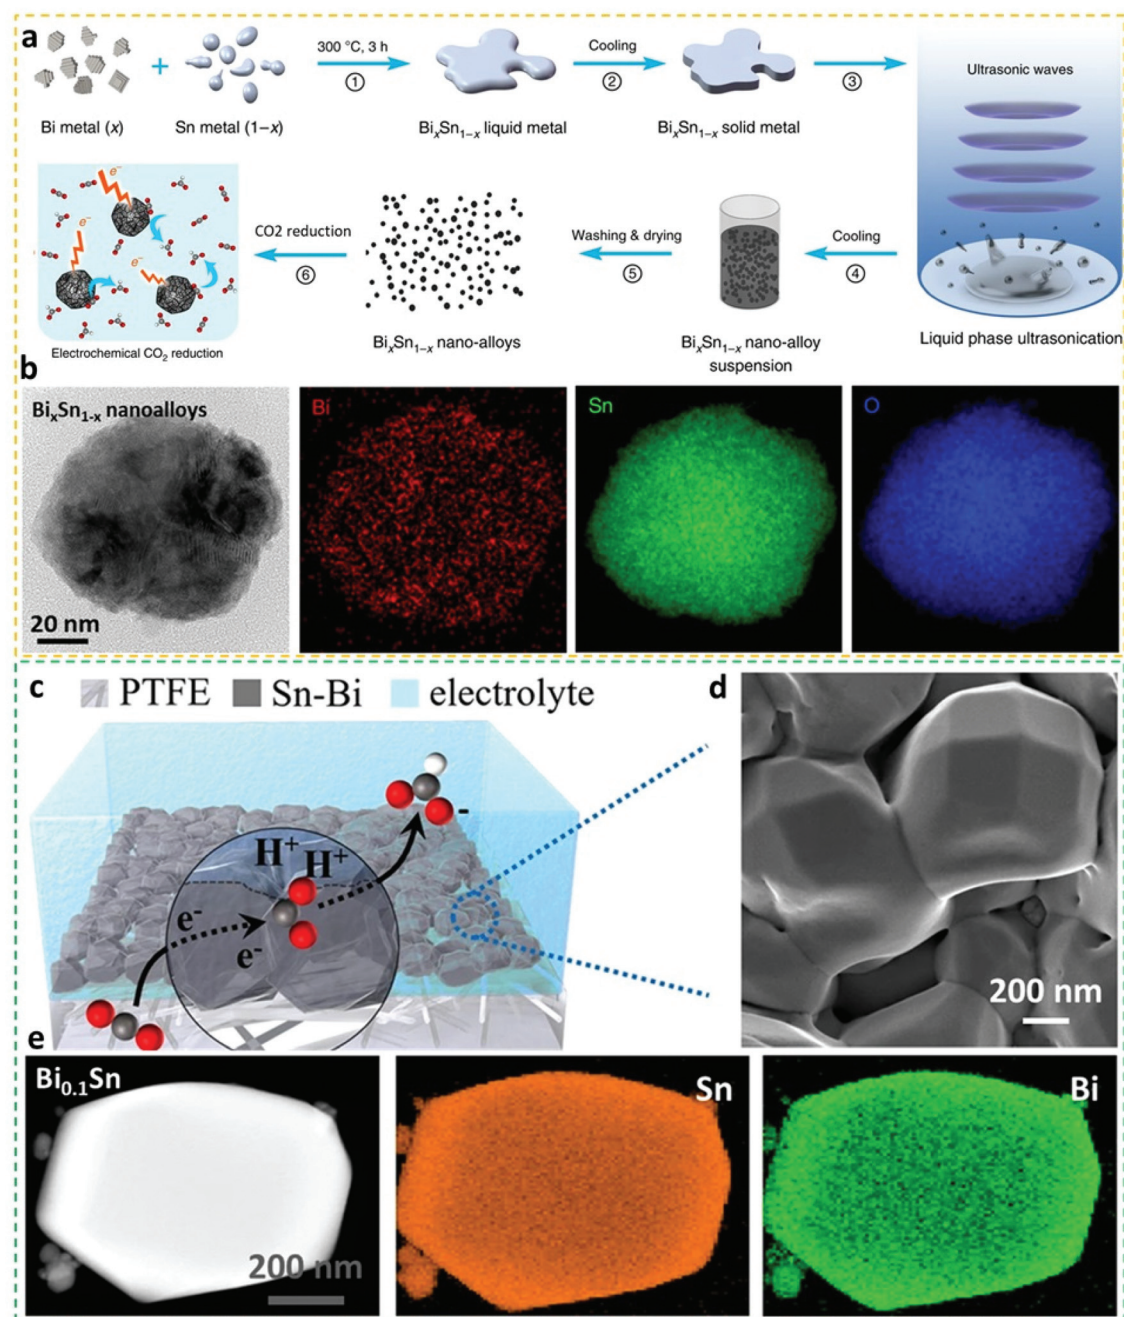 a
300 °C, 3 h
①
Cooling
②
③
Ultrasonic waves
+
Bi metal (x)
Sn metal (1−x)
BiₓSn₁₋ₓ liquid metal
BiₓSn₁₋ₓ solid metal
e⁻
e⁻
e⁻
CO2 reduction
⑥
Washing & drying
⑤
Cooling
④
Electrochemical CO₂ reduction
BiₓSn₁₋ₓ nano-alloys
BiₓSn₁₋ₓ nano-alloy
suspension
Liquid phase ultrasonication
b
BiₓSn₁₋ₓ nanoalloys
20 nm
Bi
Sn
O
c
PTFE
Sn-Bi
electrolyte
H⁺
H⁺
e⁻
e⁻
-
d
200 nm
e
Bi₀.₁Sn
200 nm
Sn
Bi